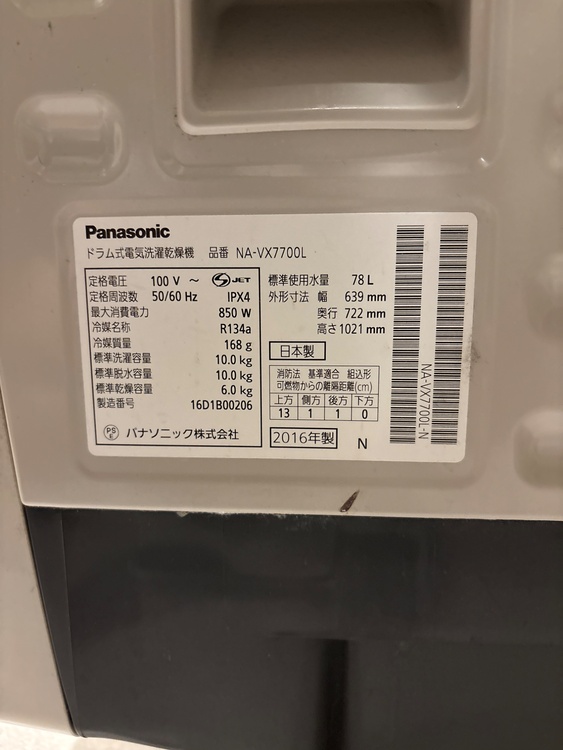 Panasonic
ドラム式電気洗濯乾燥機 品番 NA-VX7700L
定格電圧 100 V ～ S JET
定格周波数 50/60 Hz IPX4
最大消費電力 850 W
冷媒名称 R134a
冷媒質量 168 g
標準洗濯容量 10.0 kg
標準脱水容量 10.0 kg
標準乾燥容量 6.0 kg
製造番号 16D1B00206
PS E パナソニック株式会社
標準使用水量 78 L
外形寸法 幅 639 mm
奥行 722 mm
高さ 1021 mm
日本製
消防法 基準適合 組込形
可燃物からの離隔距離(cm)
上方 側方 後方 下方
13 1 1 0
2016年製 N
NA-VX7700L-N